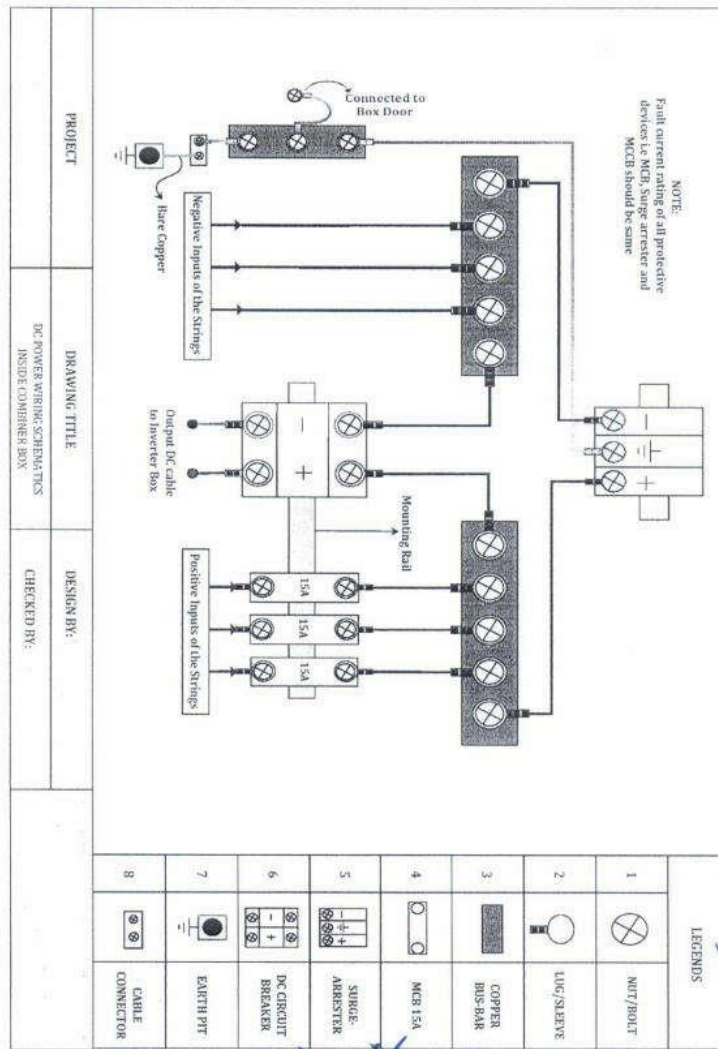 NOTE:
Fault current rating of all protective
devices i.e MCB, Surge arrester and
MCCB should be same
Connected to
Box Door
Bare Copper
Negative Inputs of the Strings
Output DC cable
to Inverter Box
Mounting Rail
Positive Inputs of the Strings
15A
15A
15A
−
+
−
+
LEGENDS
1
NUT/BOLT
2
LUG/SLEEVE
3
COPPER
BUS-BAR
4
MCB 15A
5
−
+
SURGE-
ARRESTER
6
−
+
DC CIRCUIT
BREAKER
7
EARTH PIT
8
CABLE
CONNECTOR
PROJECT
DRAWING TITLE
DC POWER WIRING SCHEMATICS
INSIDE COMBINER BOX
DESIGN BY:
CHECKED BY: